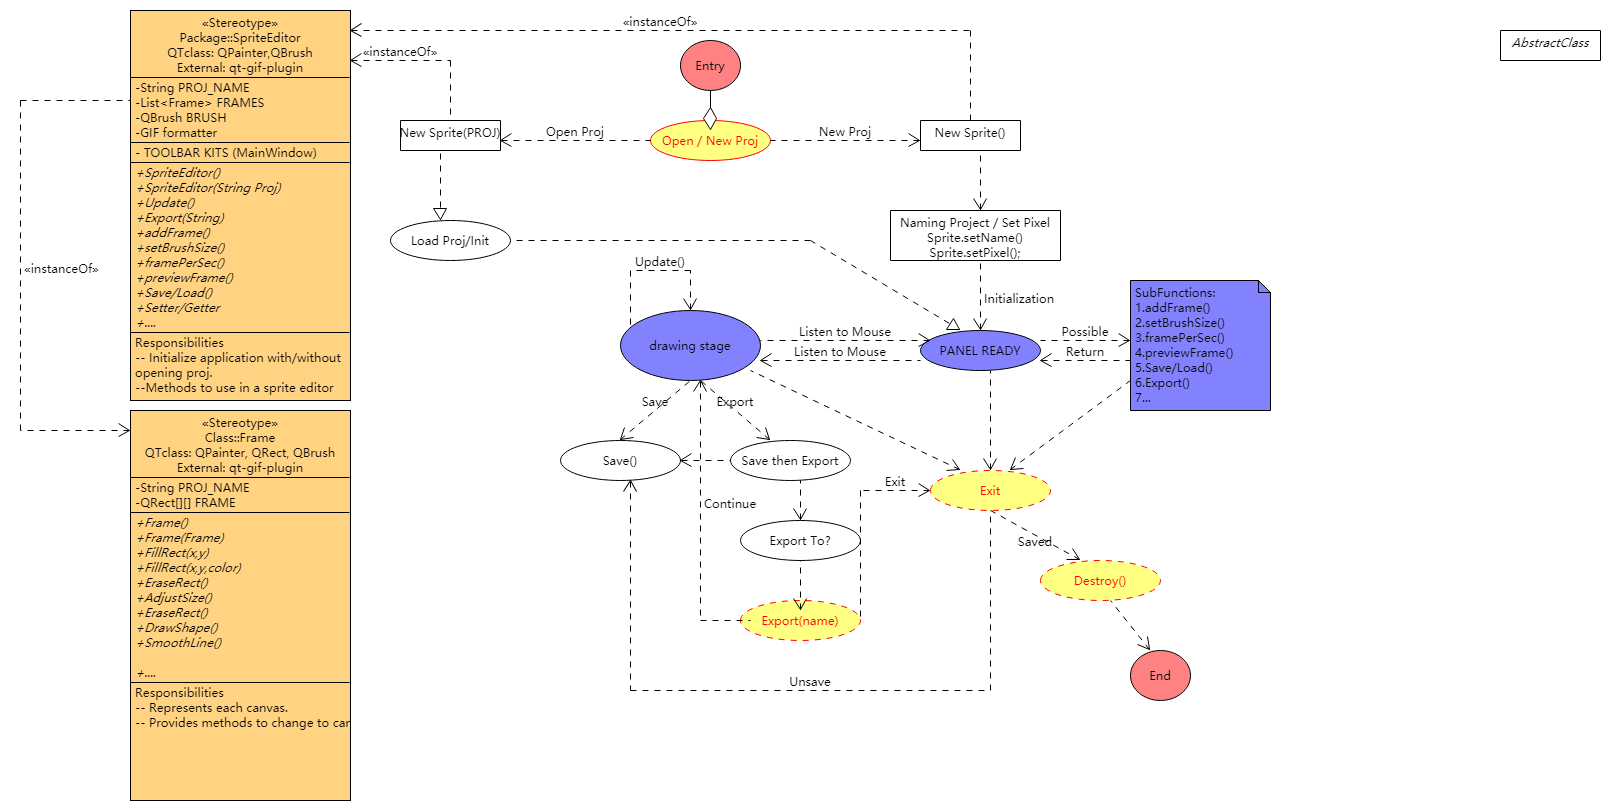 «Stereotype»
Package::SpriteEditor
QTclass: QPainter,QBrush
External: qt-gif-plugin
-String PROJ_NAME
-List<Frame> FRAMES
-QBrush BRUSH
-GIF formatter
- TOOLBAR KITS (MainWindow)
+SpriteEditor()
+SpriteEditor(String Proj)
+Update()
+Export(String)
+addFrame()
+setBrushSize()
+framePerSec()
+previewFrame()
+Save/Load()
+Setter/Getter
+....
Responsibilities
-- Initialize application with/without
opening proj.
--Methods to use in a sprite editor
«instanceOf»
«Stereotype»
Class::Frame
QTclass: QPainter, QRect, QBrush
External: qt-gif-plugin
-String PROJ_NAME
-QRect[][] FRAME
+Frame()
+Frame(Frame)
+FillRect(x,y)
+FillRect(x,y,color)
+EraseRect()
+AdjustSize()
+EraseRect()
+DrawShape()
+SmoothLine()
+....
Responsibilities
-- Represents each canvas.
-- Provides methods to change to can
«instanceOf»
«instanceOf»
Entry
AbstractClass
New Sprite(PROJ)
Open Proj
Open / New Proj
New Proj
New Sprite()
Load Proj/Init
Naming Project / Set Pixel
Sprite.setName()
Sprite.setPixel();
Update()
Initialization
drawing stage
Listen to Mouse
Listen to Mouse
PANEL READY
Possible
Return
SubFunctions:
1.addFrame()
2.setBrushSize()
3.framePerSec()
4.previewFrame()
5.Save/Load()
6.Export()
7...
Save
Export
Save()
Save then Export
Continue
Exit
Exit
Export To?
Saved
Destroy()
Export(name)
Unsave
End